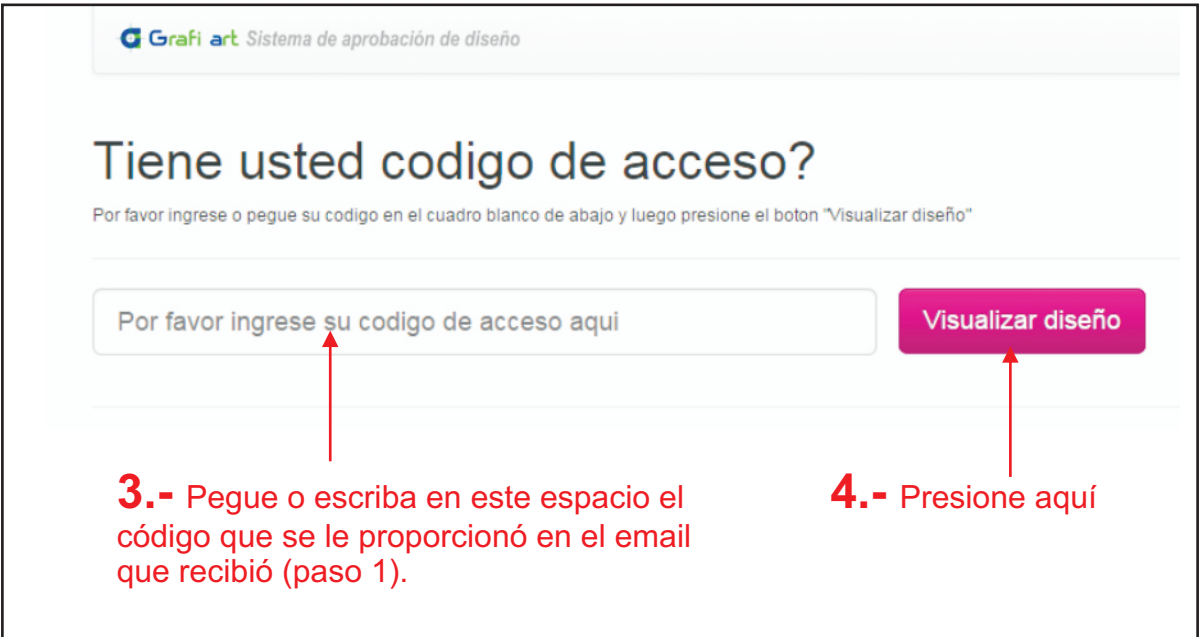 Grafi art Sistema de aprobación de diseño
Tiene usted codigo de acceso?
Por favor ingrese o pegue su codigo en el cuadro blanco de abajo y luego presione el boton "Visualizar diseño"
Por favor ingrese su codigo de acceso aqui
Visualizar diseño
3.- Pegue o escriba en este espacio el
código que se le proporcionó en el email
que recibió (paso 1).
4.- Presione aquí